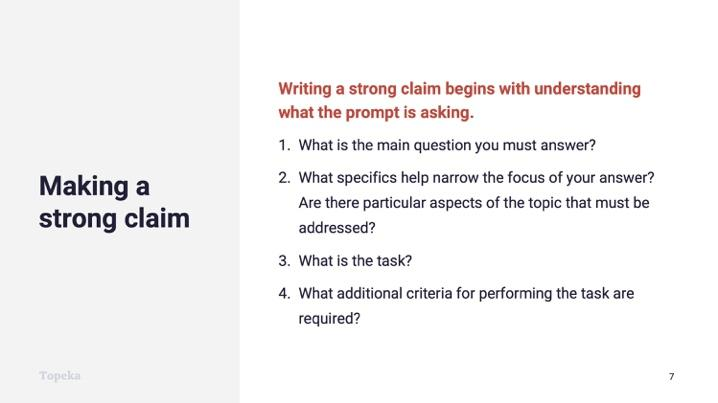 Making a
strong claim
Writing a strong claim begins with understanding
what the prompt is asking.
1. What is the main question you must answer?
2. What specifics help narrow the focus of your answer?
Are there particular aspects of the topic that must be
addressed?
3. What is the task?
4. What additional criteria for performing the task are
required?
Topeka
7